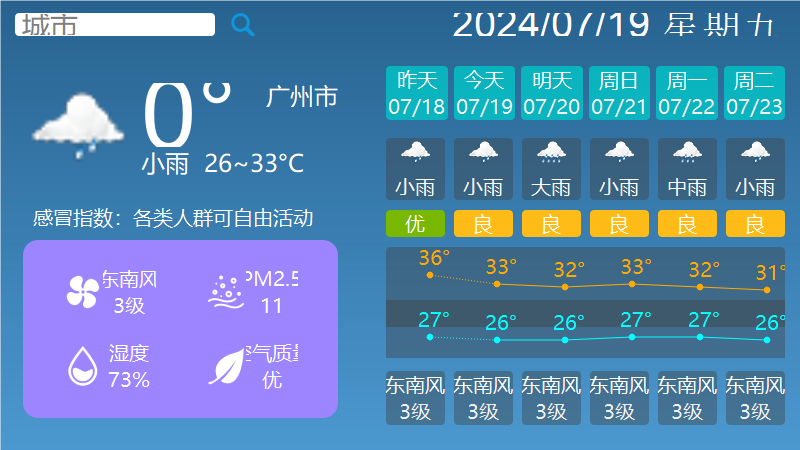 城市
2024/07/19 星期五
0°
广州市
小雨 26~33°C
感冒指数：各类人群可自由活动
东南风
3级
PM2.5
11
湿度
73%
空气质量
优
昨天 今天 明天 周日 周一 周二
07/18 07/19 07/20 07/21 07/22 07/23
小雨 小雨 大雨 小雨 中雨 小雨
优 良 良 良 良 良
36° 33° 32° 33° 32° 31°
27° 26° 26° 27° 27° 26°
东南风 东南风 东南风 东南风 东南风 东南风
3级 3级 3级 3级 3级 3级